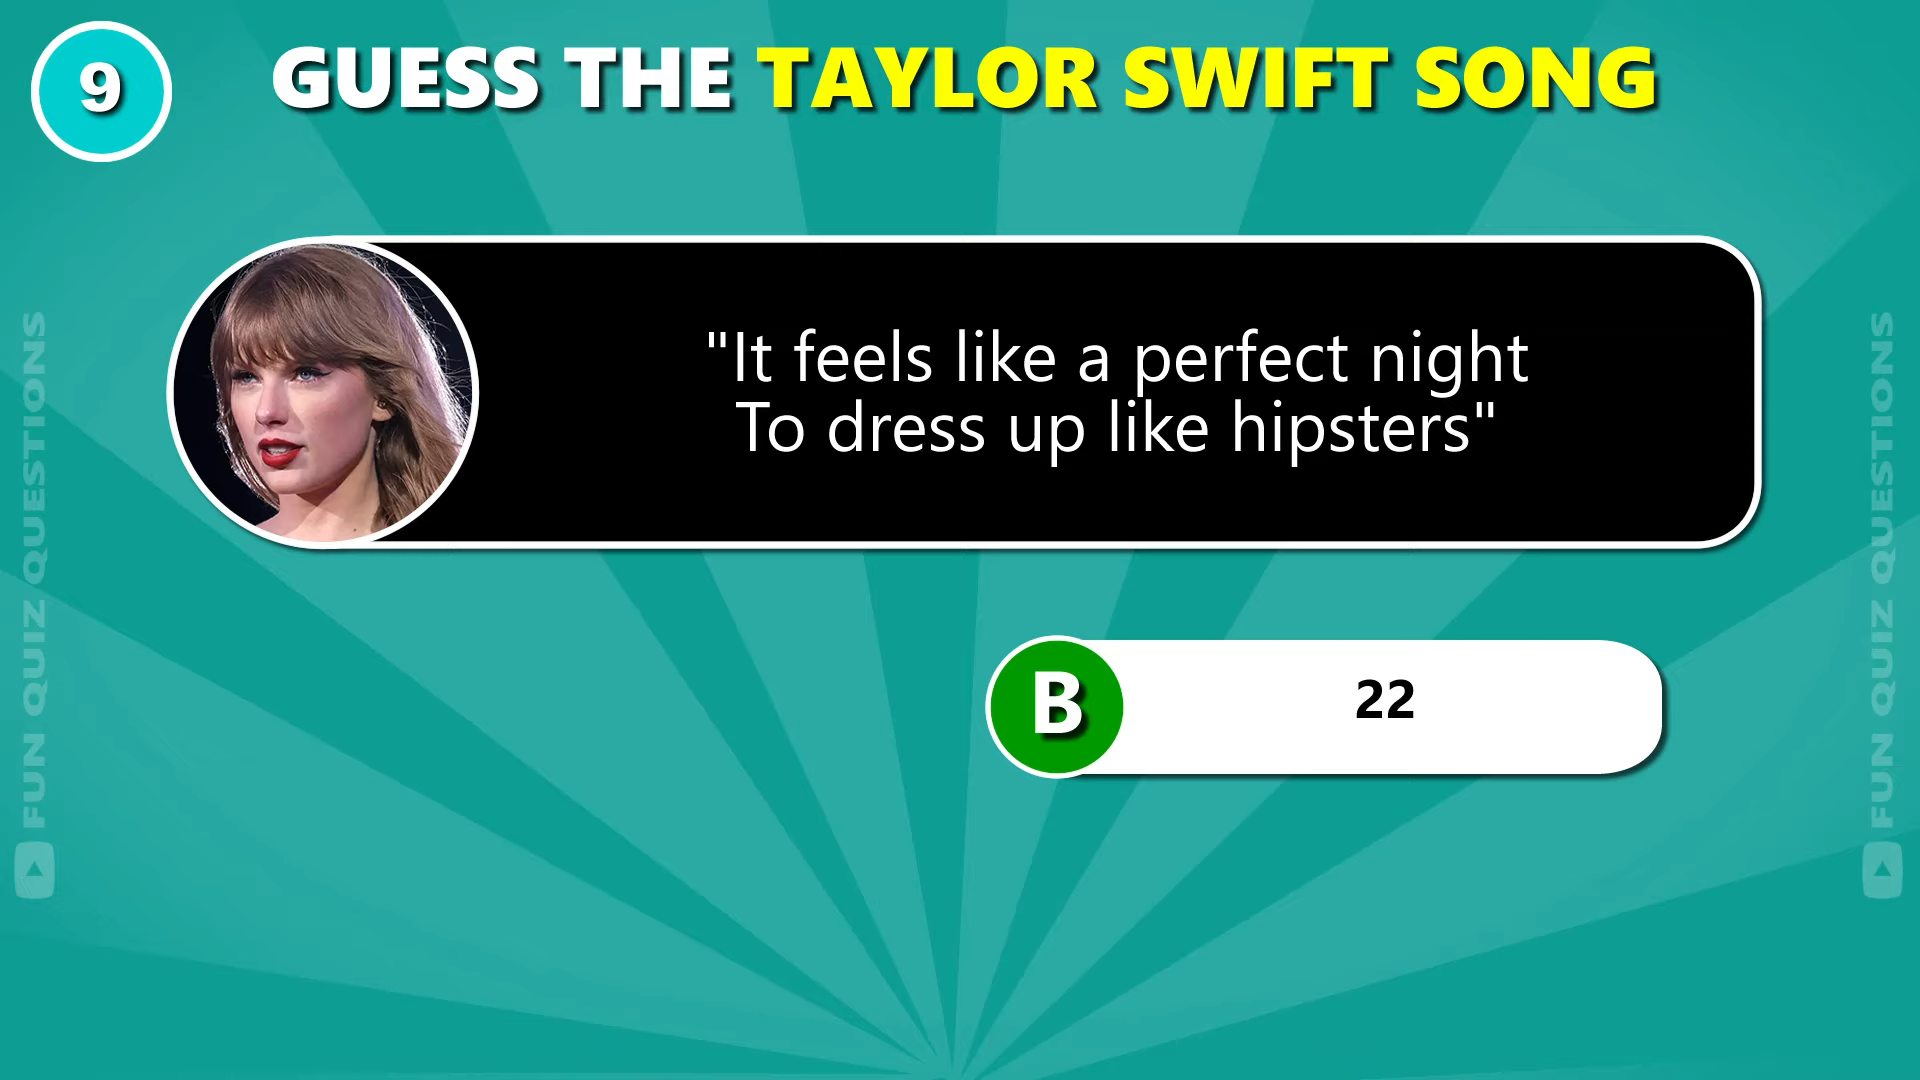 9
GUESS THE TAYLOR SWIFT SONG
"It feels like a perfect night
To dress up like hipsters"
B
22
FUN QUIZ QUESTIONS
FUN QUIZ QUESTIONS